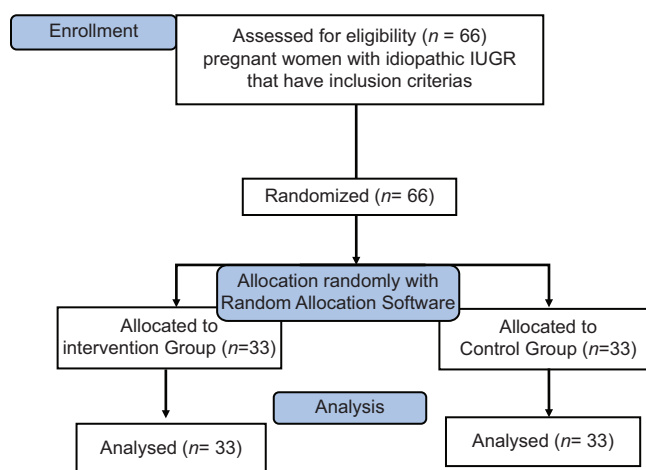 Enrollment
Assessed for eligibility (n = 66)
pregnant women with idiopathic IUGR
that have inclusion criterias
Randomized (n= 66)
Allocation randomly with
Random Allocation Software
Allocated to
intervention Group (n=33)
Allocated to
Control Group (n=33)
Analysis
Analysed (n= 33)
Analysed (n= 33)